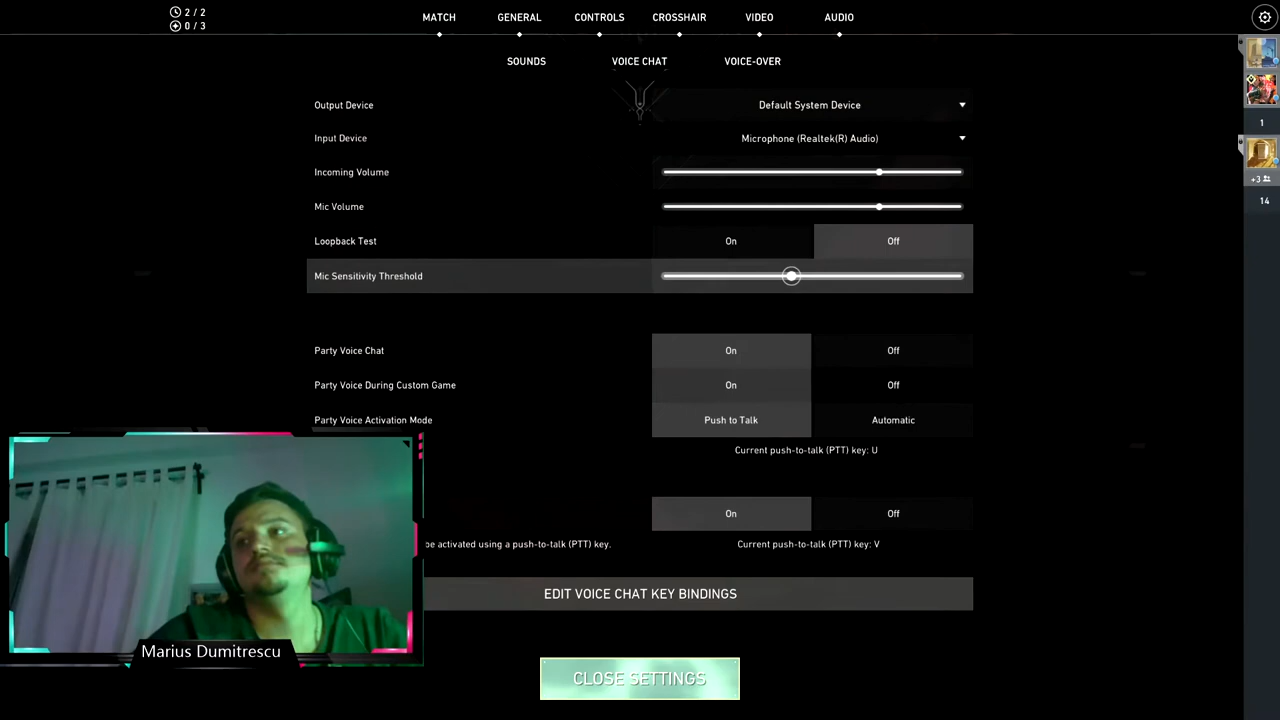 2 / 2
0 / 3
MATCH GENERAL CONTROLS CROSSHAIR VIDEO AUDIO
SOUNDS VOICE CHAT VOICE-OVER
Output Device Default System Device
Input Device Microphone (Realtek(R) Audio)
Incoming Volume
Mic Volume
Loopback Test On Off
Mic Sensitivity Threshold
Party Voice Chat On Off
Party Voice During Custom Game On Off
Party Voice Activation Mode Push to Talk Automatic
Current push-to-talk (PTT) key: U
On Off
be activated using a push-to-talk (PTT) key. Current push-to-talk (PTT) key: V
EDIT VOICE CHAT KEY BINDINGS
Marius Dumitrescu
CLOSE SETTINGS
1
+3
14